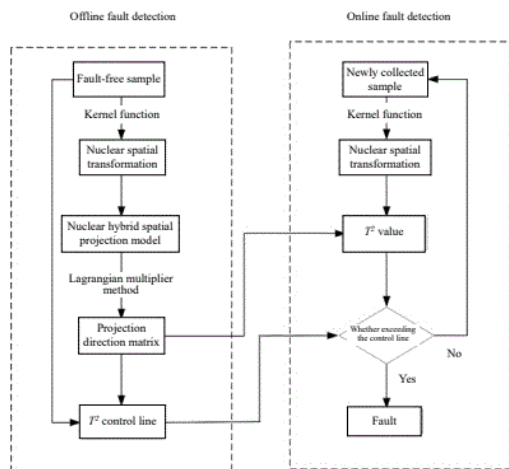 Offline fault detection
Fault-free sample
Kernel function
Nuclear spatial
transformation
Nuclear hybrid spatial
projection model
Lagrangian multiplier
method
Projection
direction matrix
T² control line
Online fault detection
Newly collected
sample
Kernel function
Nuclear spatial
transformation
T² value
Whether exceeding
the control line
No
Yes
Fault